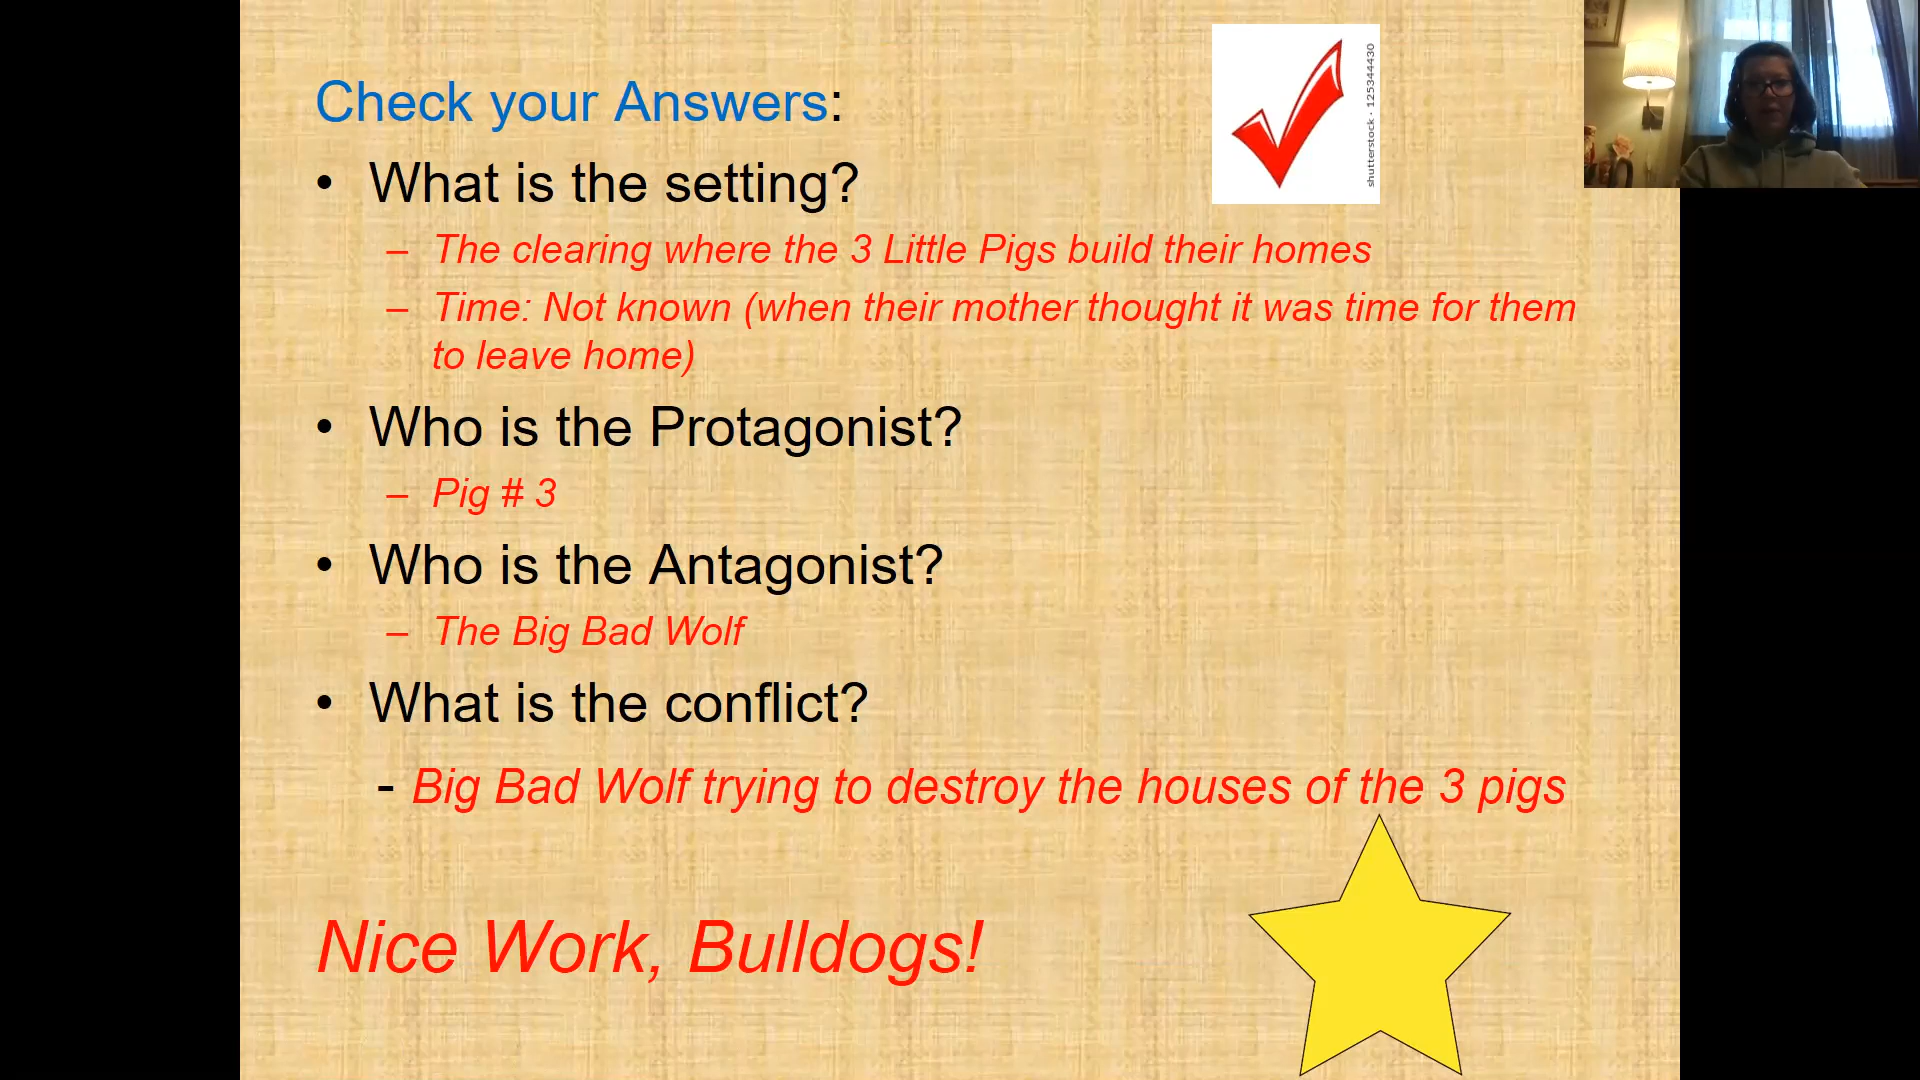 Check your Answers:
• What is the setting?
– The clearing where the 3 Little Pigs build their homes
– Time: Not known (when their mother thought it was time for them
to leave home)
• Who is the Protagonist?
– Pig # 3
• Who is the Antagonist?
– The Big Bad Wolf
• What is the conflict?
- Big Bad Wolf trying to destroy the houses of the 3 pigs
Nice Work, Bulldogs!
shutterstock · 125344430